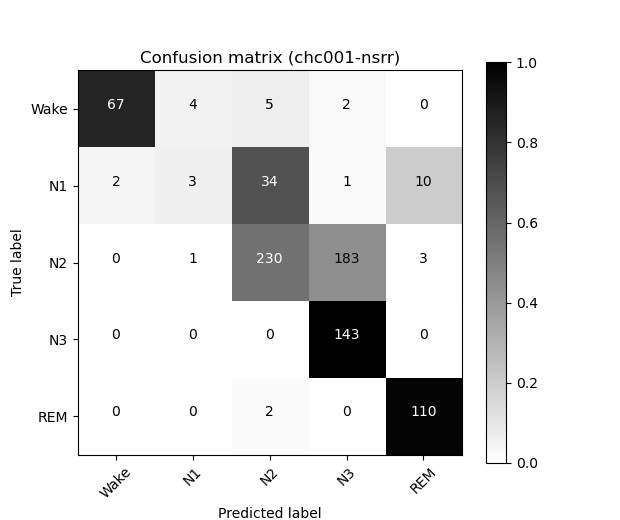 Confusion matrix (chc001-nsrr)
True label
Wake 67 4 5 2 0
N1 2 3 34 1 10
N2 0 1 230 183 3
N3 0 0 0 143 0
REM 0 0 2 0 110
Wake N1 N2 N3 REM
Predicted label
1.0
0.8
0.6
0.4
0.2
0.0